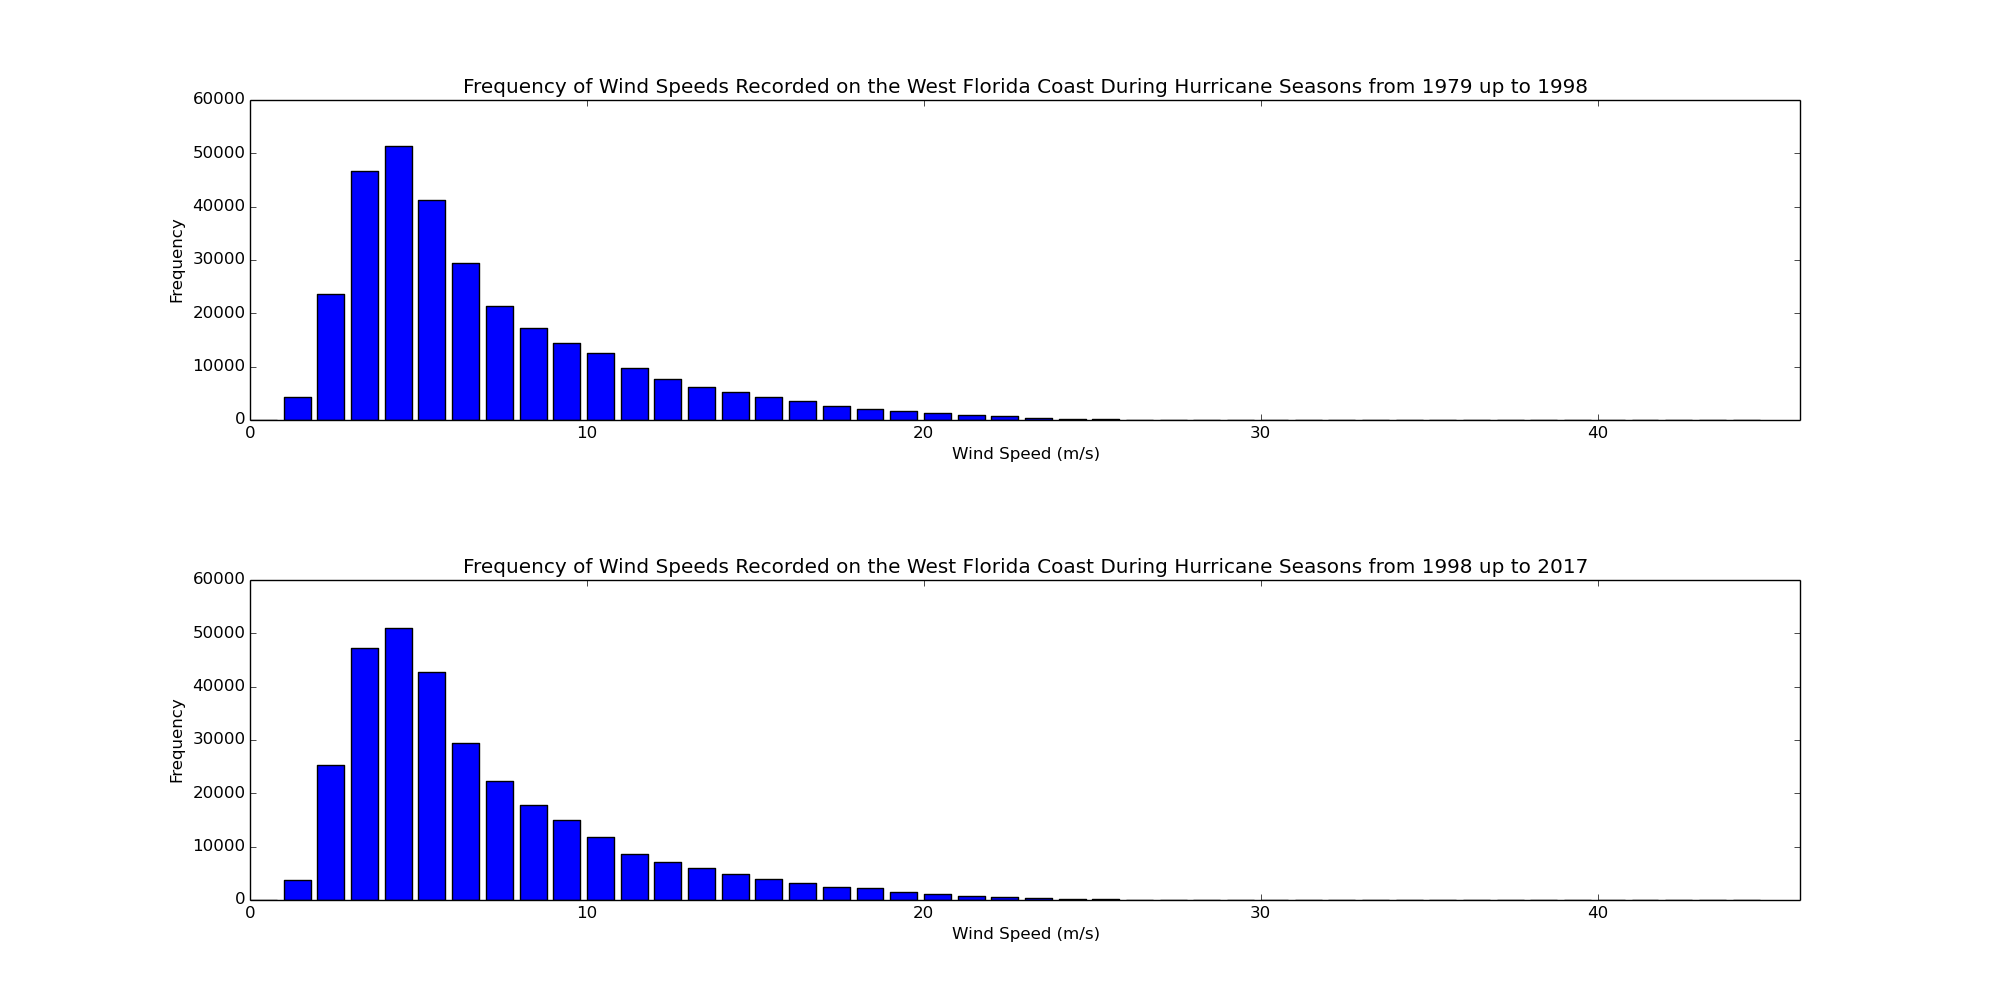 Frequency of Wind Speeds Recorded on the West Florida Coast During Hurricane Seasons from 1979 up to 1998
60000
50000
40000
30000
20000
10000
0
Frequency
0 10 20 30 40
Wind Speed (m/s)
Frequency of Wind Speeds Recorded on the West Florida Coast During Hurricane Seasons from 1998 up to 2017
60000
50000
40000
30000
20000
10000
0
Frequency
0 10 20 30 40
Wind Speed (m/s)